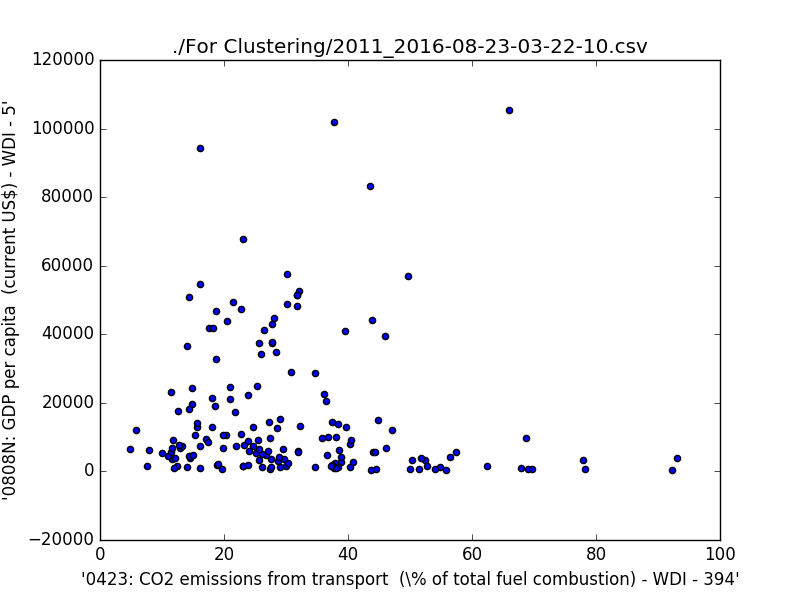 ./For Clustering/2011_2016-08-23-03-22-10.csv
120000
100000
80000
60000
40000
20000
0
−20000
'0808N: GDP per capita  (current US$) - WDI - 5'
0 20 40 60 80 100
'0423: CO2 emissions from transport  (\% of total fuel combustion) - WDI - 394'